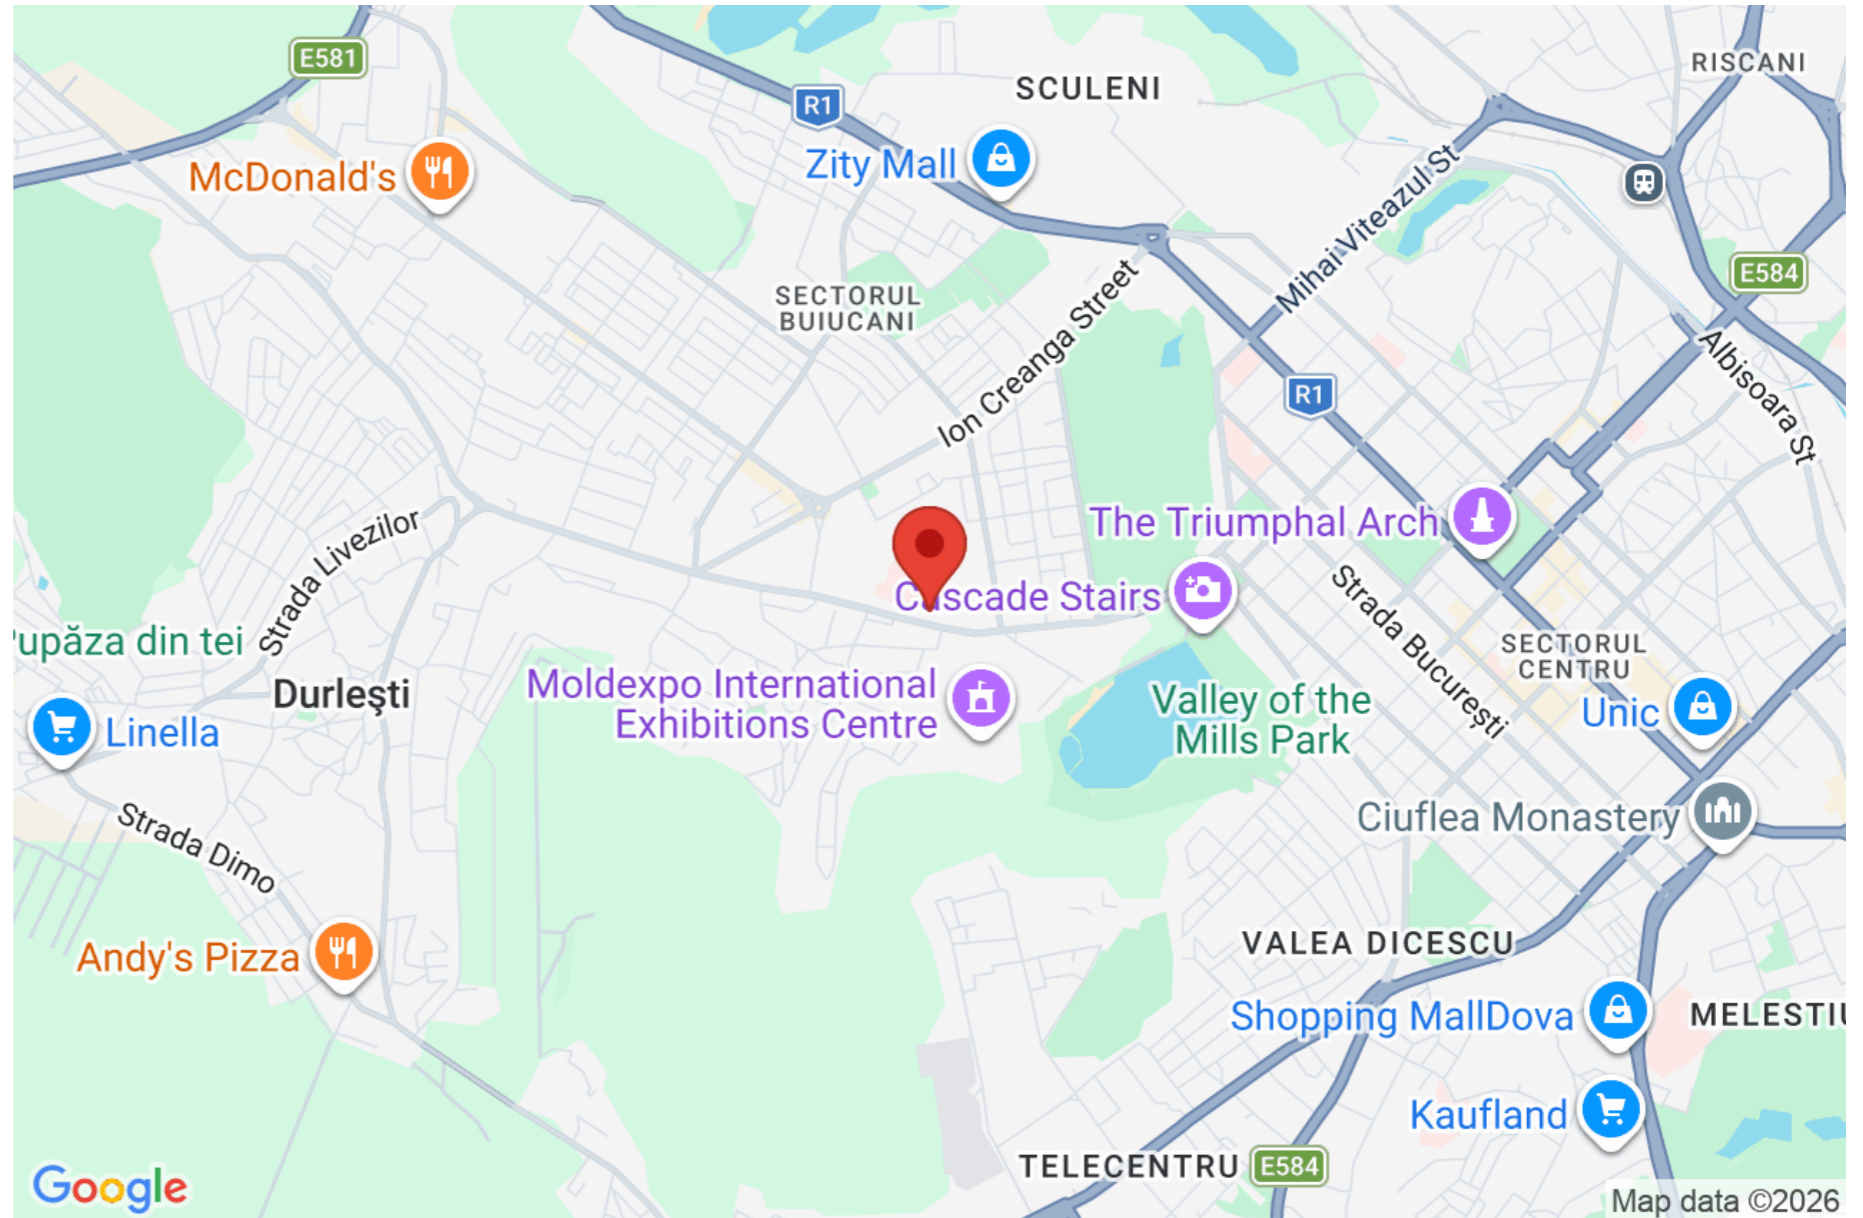 E581
R1
SCULENI
RISCANI
McDonald's
Zity Mall
Mihai Viteazul St
E584
SECTORUL
BUIUCANI
Ion Creanga Street
Albisoara St
R1
Strada Livezilor
The Triumphal Arch
Cascade Stairs
Strada București
Pupăza din tei
Durleşti
Linella
Moldexpo International
Exhibitions Centre
Valley of the
Mills Park
SECTORUL
CENTRU
Unic
Strada Dimo
Ciuflea Monastery
Andy's Pizza
VALEA DICESCU
Shopping MallDova
MELESTIU
Kaufland
TELECENTRU
E584
Google
Map data ©2026